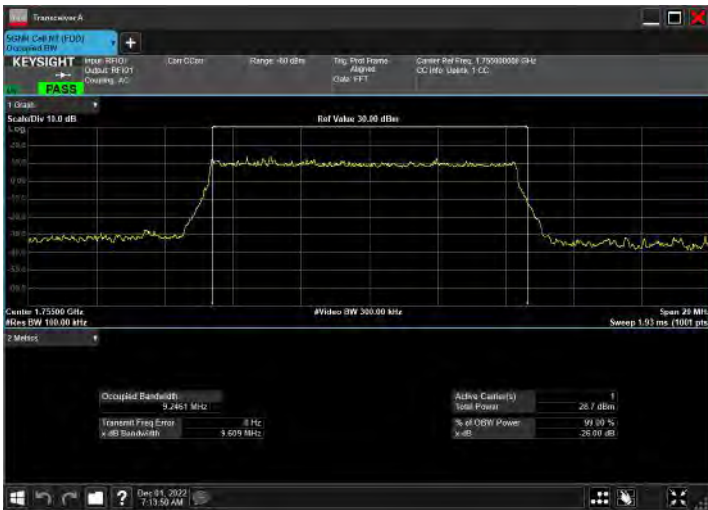 Transceiver A
5GNR Cell NT (FDD)
Occupied BW
+
KEYSIGHT
Input: RFIO1
Output: RFIO1
Coupling: AC
Corr CCorr
Range: -60 dBm
Trig: Prot Frame
Aligned
Gate: FFT
Center Ref Freq: 1.755000000 GHz
CC Info: Uplink, 1 CC
PASS
1 Graph
Scale/Div 10.0 dB
Ref Value 30.00 dBm
Log
Center 1.75500 GHz
#Video BW 300.00 kHz
Span 20 MHz
#Res BW 100.00 kHz
Sweep 1.93 ms (1001 pts)
2 Metrics
Occupied Bandwidth
9.2461 MHz
Active Carrier(s)
1
Total Power
28.7 dBm
Transmit Freq Error
0 Hz
x-dB Bandwidth
9.609 MHz
% of OBW Power
99.00 %
x-dB
-26.00 dB
?
Dec 01, 2022
7:13:50 AM